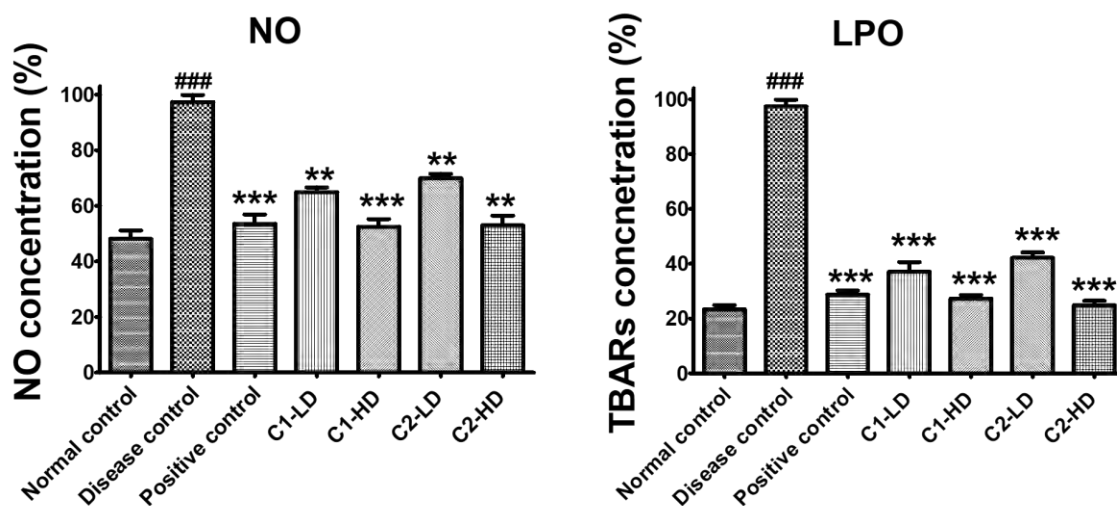 NO
NO concentration (%)
100
80
60
40
20
0
###
***
**
***
**
**
Normal control
Disease control
Positive control
C1-LD
C1-HD
C2-LD
C2-HD
LPO
TBARs concnetration (%)
100
80
60
40
20
0
###
***
***
***
***
***
Normal control
Disease control
Positive control
C1-LD
C1-HD
C2-LD
C2-HD